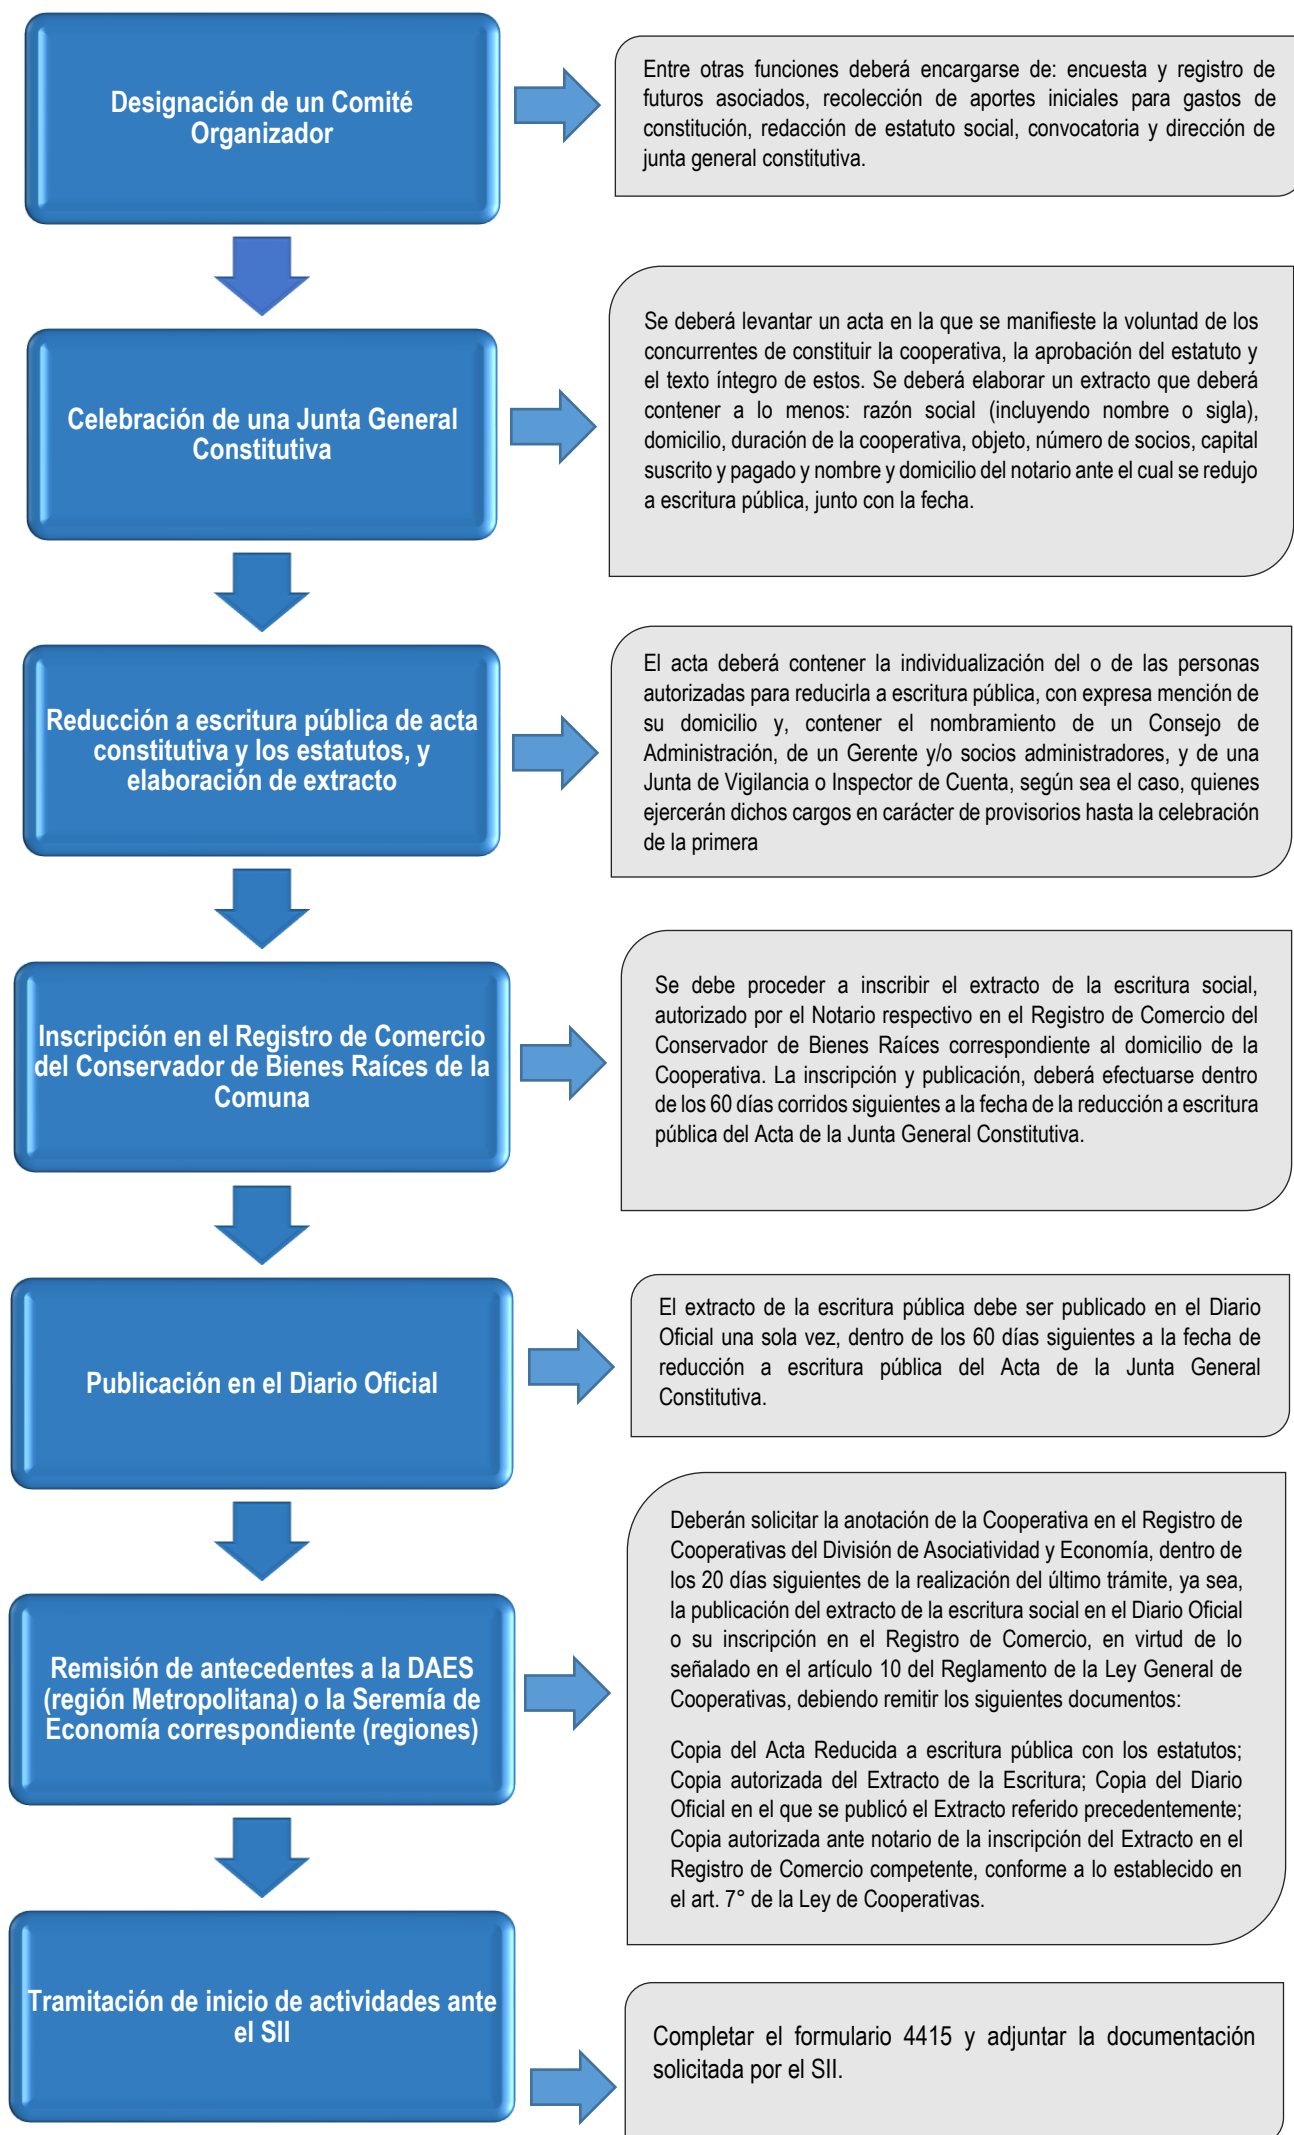 Designación de un Comité
Organizador
Entre otras funciones deberá encargarse de: encuesta y registro de
futuros asociados, recolección de aportes iniciales para gastos de
constitución, redacción de estatuto social, convocatoria y dirección de
junta general constitutiva.
Celebración de una Junta General
Constitutiva
Se deberá levantar un acta en la que se manifieste la voluntad de los
concurrentes de constituir la cooperativa, la aprobación del estatuto y
el texto íntegro de estos. Se deberá elaborar un extracto que deberá
contener a lo menos: razón social (incluyendo nombre o sigla),
domicilio, duración de la cooperativa, objeto, número de socios, capital
suscrito y pagado y nombre y domicilio del notario ante el cual se redujo
a escritura pública, junto con la fecha.
Reducción a escritura pública de acta
constitutiva y los estatutos, y
elaboración de extracto
El acta deberá contener la individualización del o de las personas
autorizadas para reducirla a escritura pública, con expresa mención de
su domicilio y, contener el nombramiento de un Consejo de
Administración, de un Gerente y/o socios administradores, y de una
Junta de Vigilancia o Inspector de Cuenta, según sea el caso, quienes
ejercerán dichos cargos en carácter de provisorios hasta la celebración
de la primera
Inscripción en el Registro de Comercio
del Conservador de Bienes Raíces de la
Comuna
Se debe proceder a inscribir el extracto de la escritura social,
autorizado por el Notario respectivo en el Registro de Comercio del
Conservador de Bienes Raíces correspondiente al domicilio de la
Cooperativa. La inscripción y publicación, deberá efectuarse dentro
de los 60 días corridos siguientes a la fecha de la reducción a escritura
pública del Acta de la Junta General Constitutiva.
Publicación en el Diario Oficial
El extracto de la escritura pública debe ser publicado en el Diario
Oficial una sola vez, dentro de los 60 días siguientes a la fecha de
reducción a escritura pública del Acta de la Junta General
Constitutiva.
Remisión de antecedentes a la DAES
(región Metropolitana) o la Seremía de
Economía correspondiente (regiones)
Deberán solicitar la anotación de la Cooperativa en el Registro de
Cooperativas del División de Asociatividad y Economía, dentro de
los 20 días siguientes de la realización del último trámite, ya sea,
la publicación del extracto de la escritura social en el Diario Oficial
o su inscripción en el Registro de Comercio, en virtud de lo
señalado en el artículo 10 del Reglamento de la Ley General de
Cooperativas, debiendo remitir los siguientes documentos:
Copia del Acta Reducida a escritura pública con los estatutos;
Copia autorizada del Extracto de la Escritura; Copia del Diario
Oficial en el que se publicó el Extracto referido precedentemente;
Copia autorizada ante notario de la inscripción del Extracto en el
Registro de Comercio competente, conforme a lo establecido en
el art. 7° de la Ley de Cooperativas.
Tramitación de inicio de actividades ante
el SII
Completar el formulario 4415 y adjuntar la documentación
solicitada por el SII.